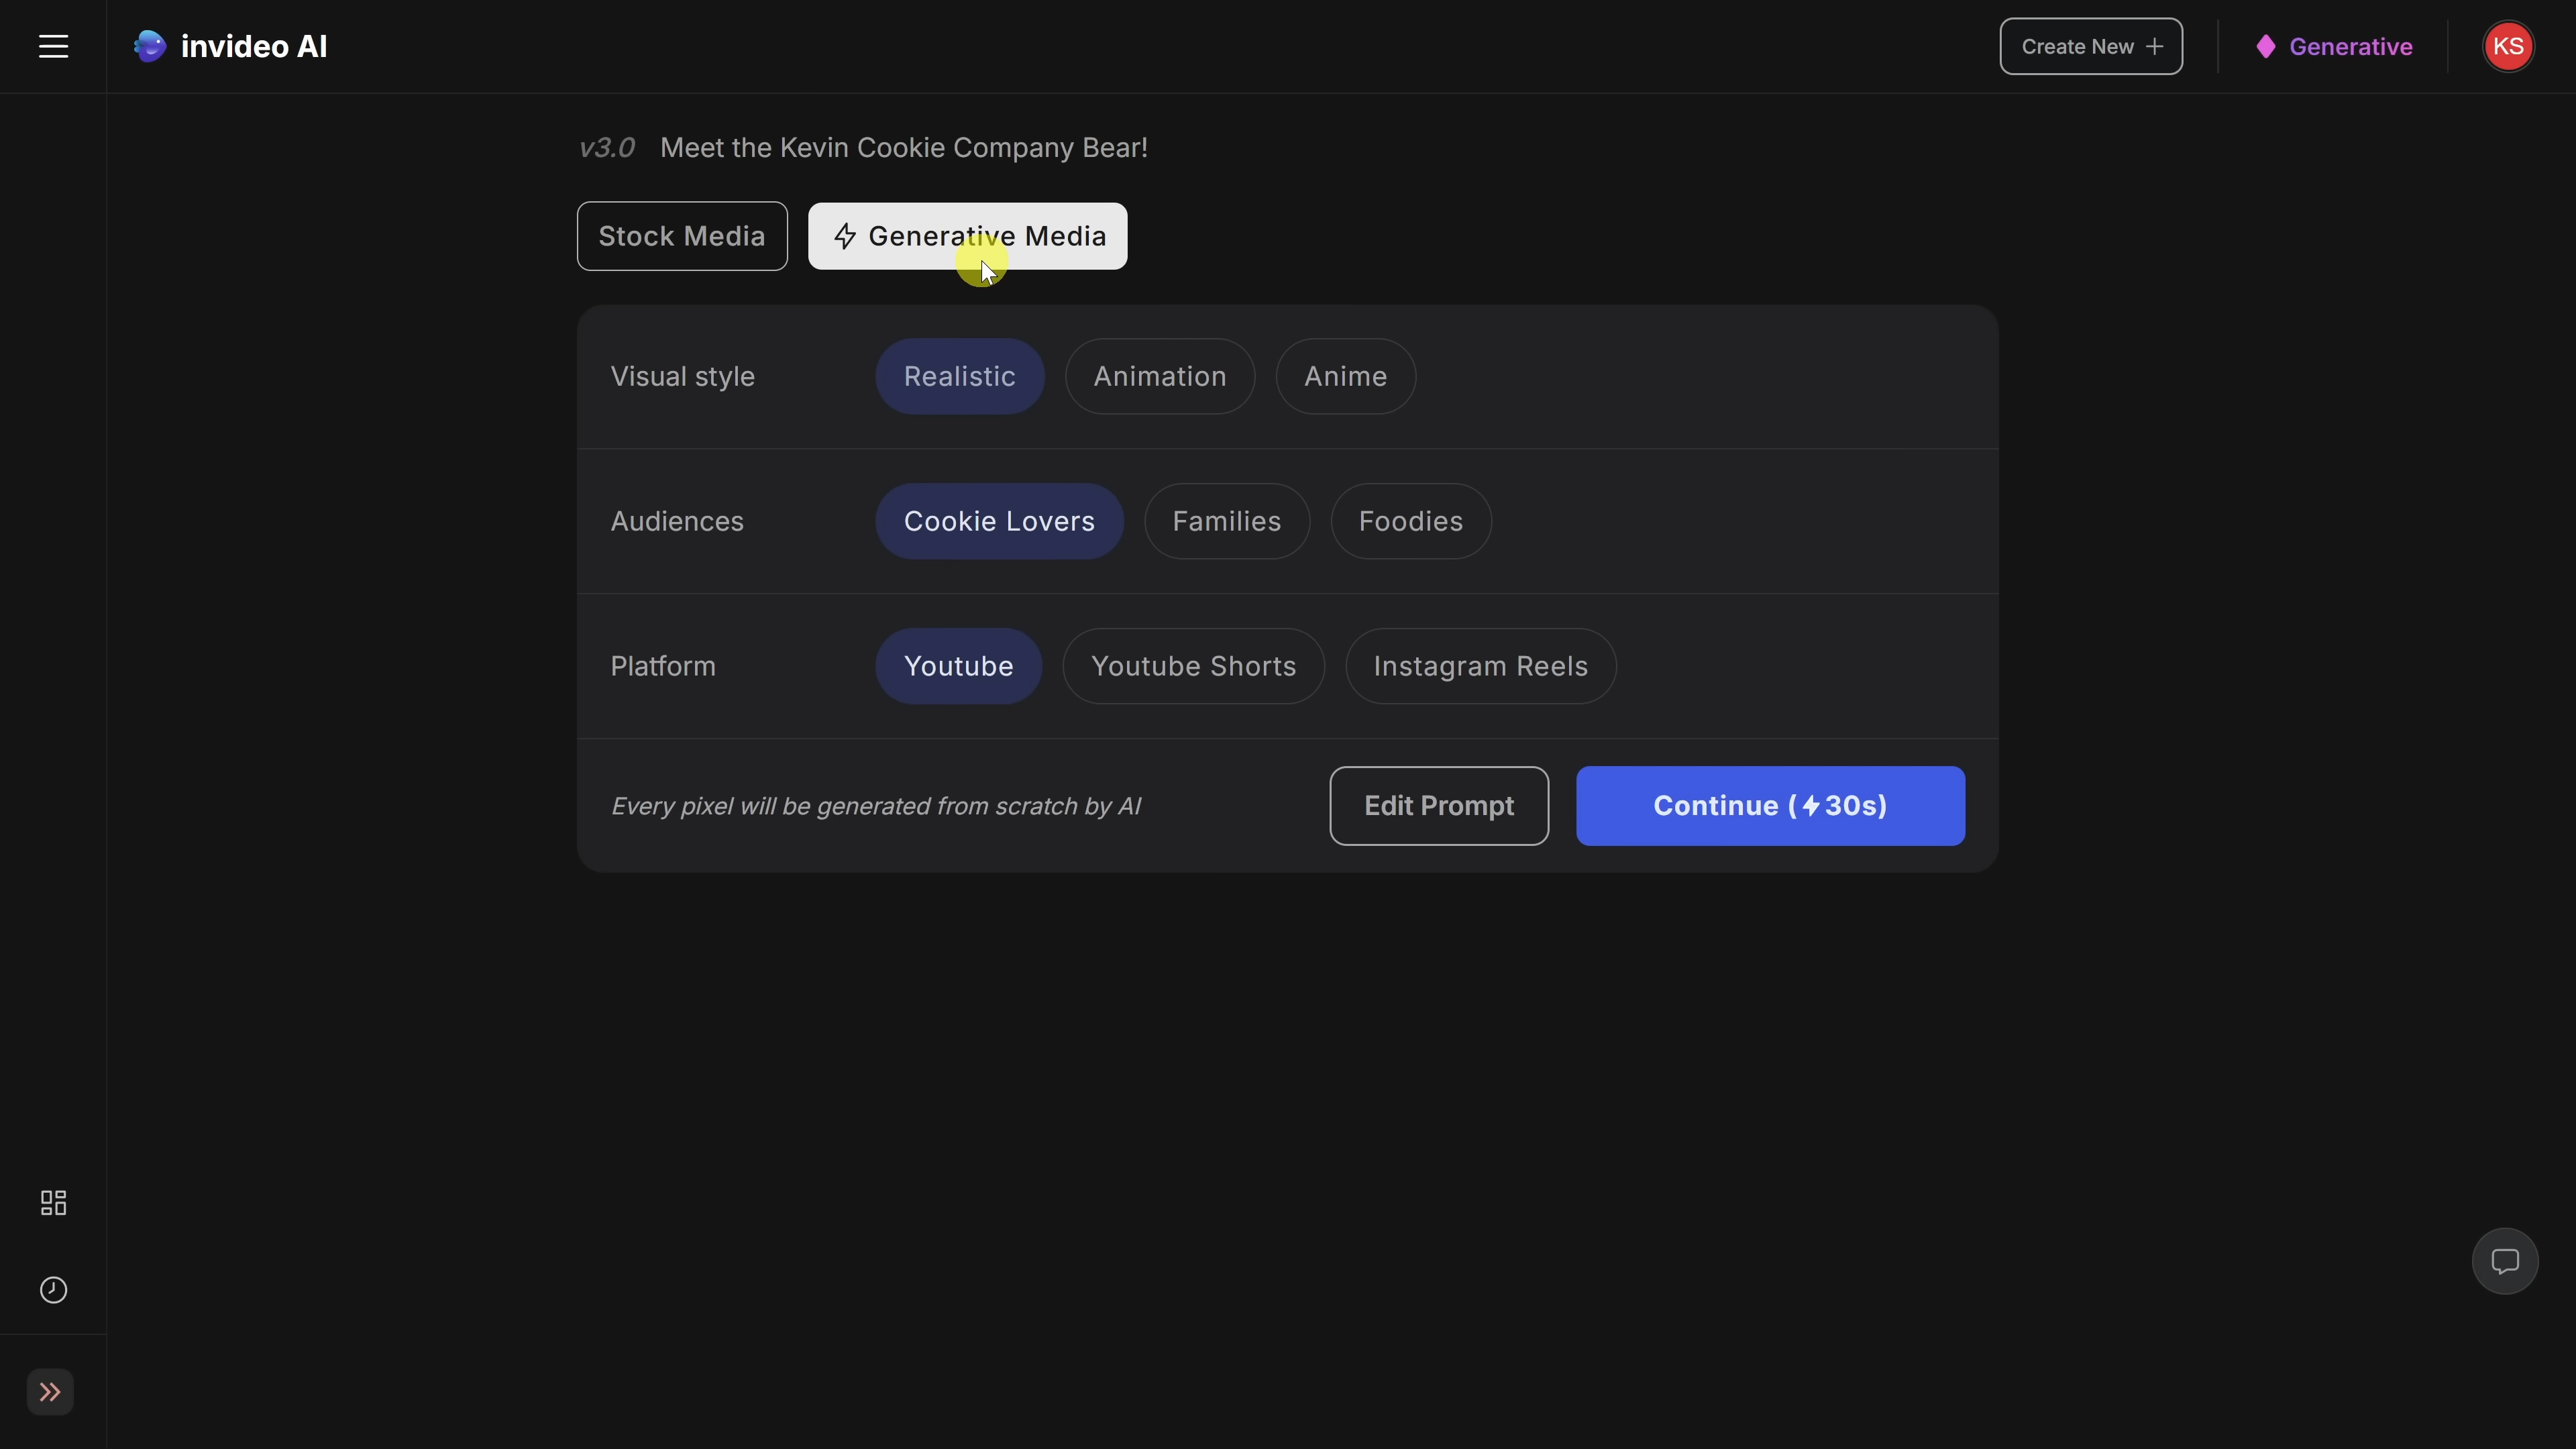 invideo AI
Create New
Generative
KS
v3.0 Meet the Kevin Cookie Company Bear!
Stock Media
Generative Media
Visual style
Realistic
Animation
Anime
Audiences
Cookie Lovers
Families
Foodies
Platform
Youtube
Youtube Shorts
Instagram Reels
Every pixel will be generated from scratch by AI
Edit Prompt
Continue (⚡30s)